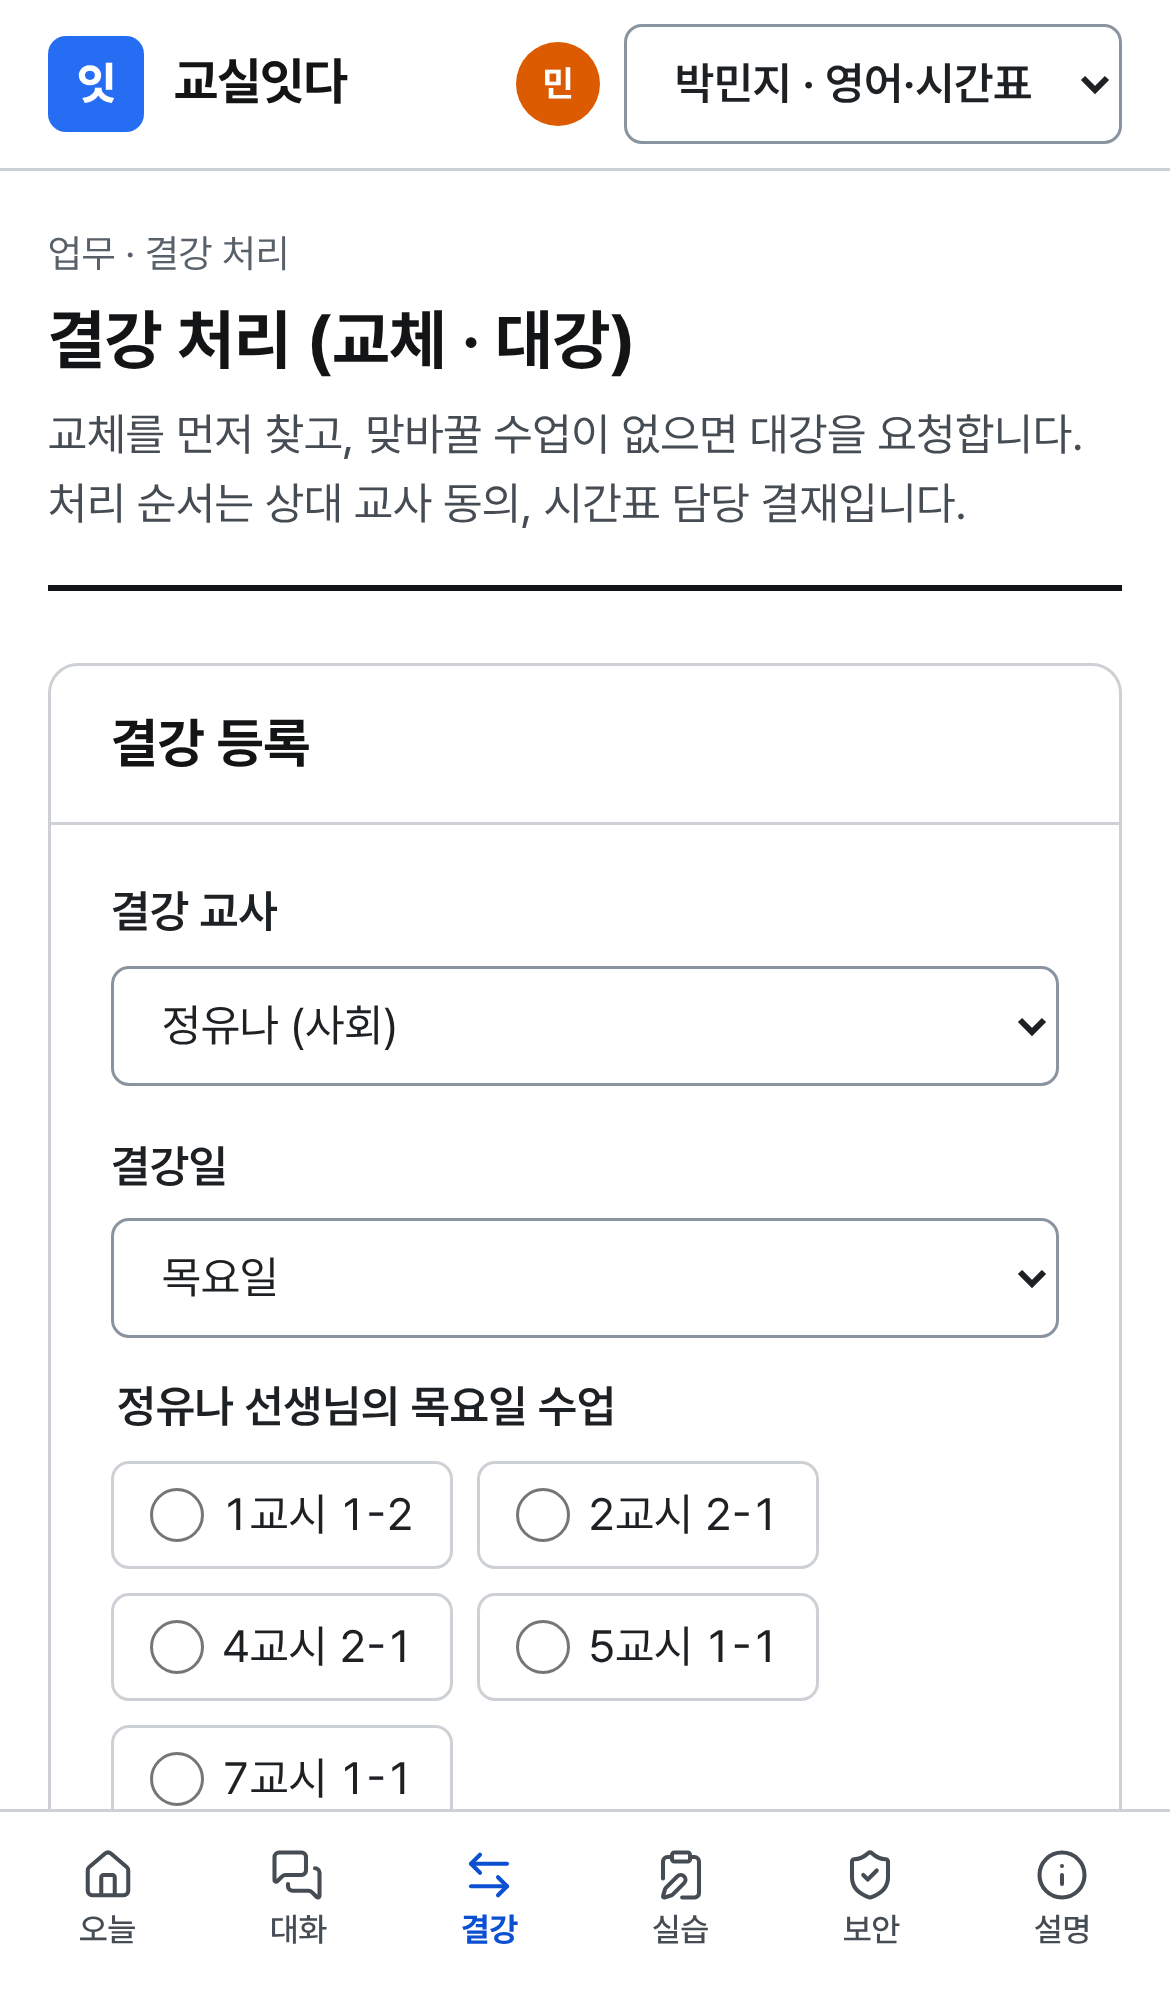 잇 교실잇다 민 박민지 · 영어·시간표
업무 · 결강 처리
결강 처리 (교체 · 대강)
교체를 먼저 찾고, 맞바꿀 수업이 없으면 대강을 요청합니다.
처리 순서는 상대 교사 동의, 시간표 담당 결재입니다.
결강 등록
결강 교사
정유나 (사회)
결강일
목요일
정유나 선생님의 목요일 수업
1교시 1-2 2교시 2-1
4교시 2-1 5교시 1-1
7교시 1-1
오늘 대화 결강 실습 보안 설명